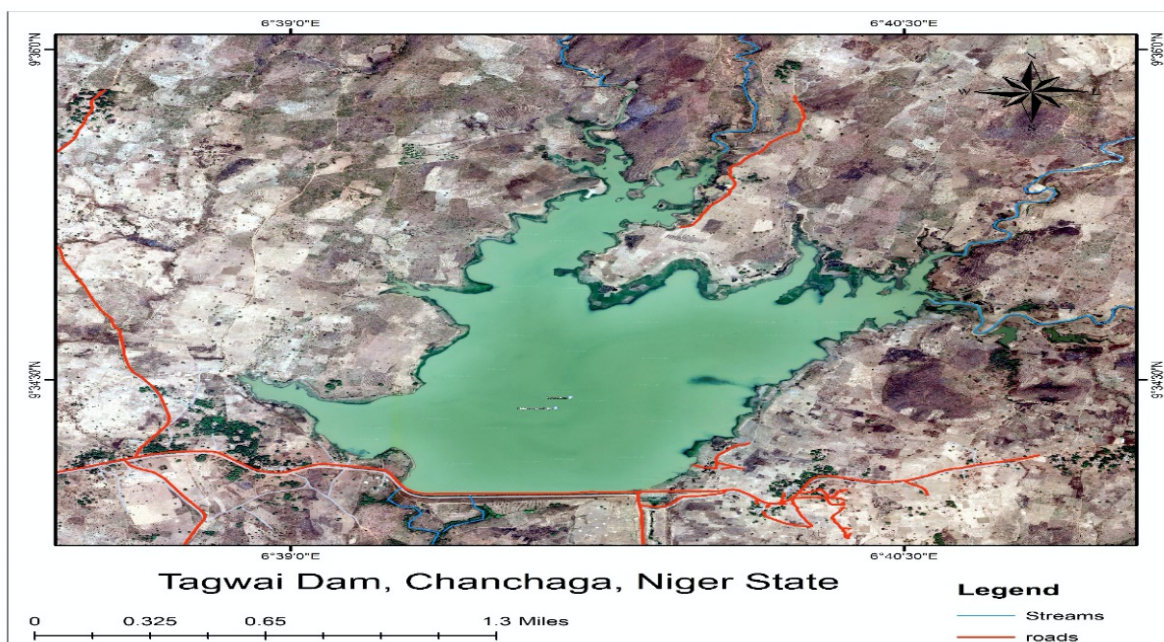 6°39'0"E 6°40'30"E
9°36'0"N 9°36'0"N
N
W E
S
9°34'30"N 9°34'30"N
6°39'0"E 6°40'30"E
Tagwai Dam, Chanchaga, Niger State
Legend
Streams
roads
0 0.325 0.65 1.3 Miles